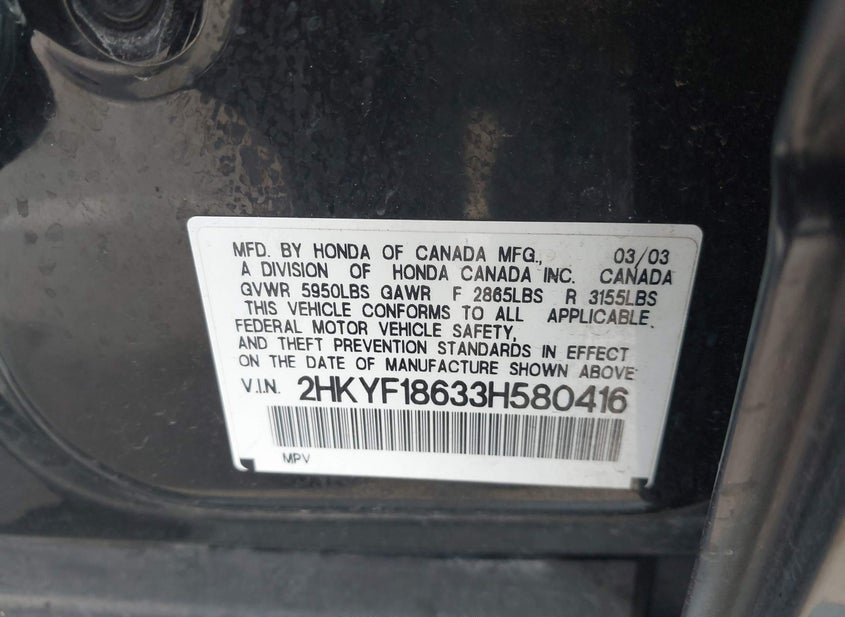 MFD. BY HONDA OF CANADA MFG., 03/03
A DIVISION OF HONDA CANADA INC. CANADA
GVWR 5950LBS GAWR F 2865LBS R 3155LBS
THIS VEHICLE CONFORMS TO ALL APPLICABLE
FEDERAL MOTOR VEHICLE SAFETY,
AND THEFT PREVENTION STANDARDS IN EFFECT
ON THE DATE OF MANUFACTURE SHOWN ABOVE
V.I.N. 2HKYF18633H580416
MPV